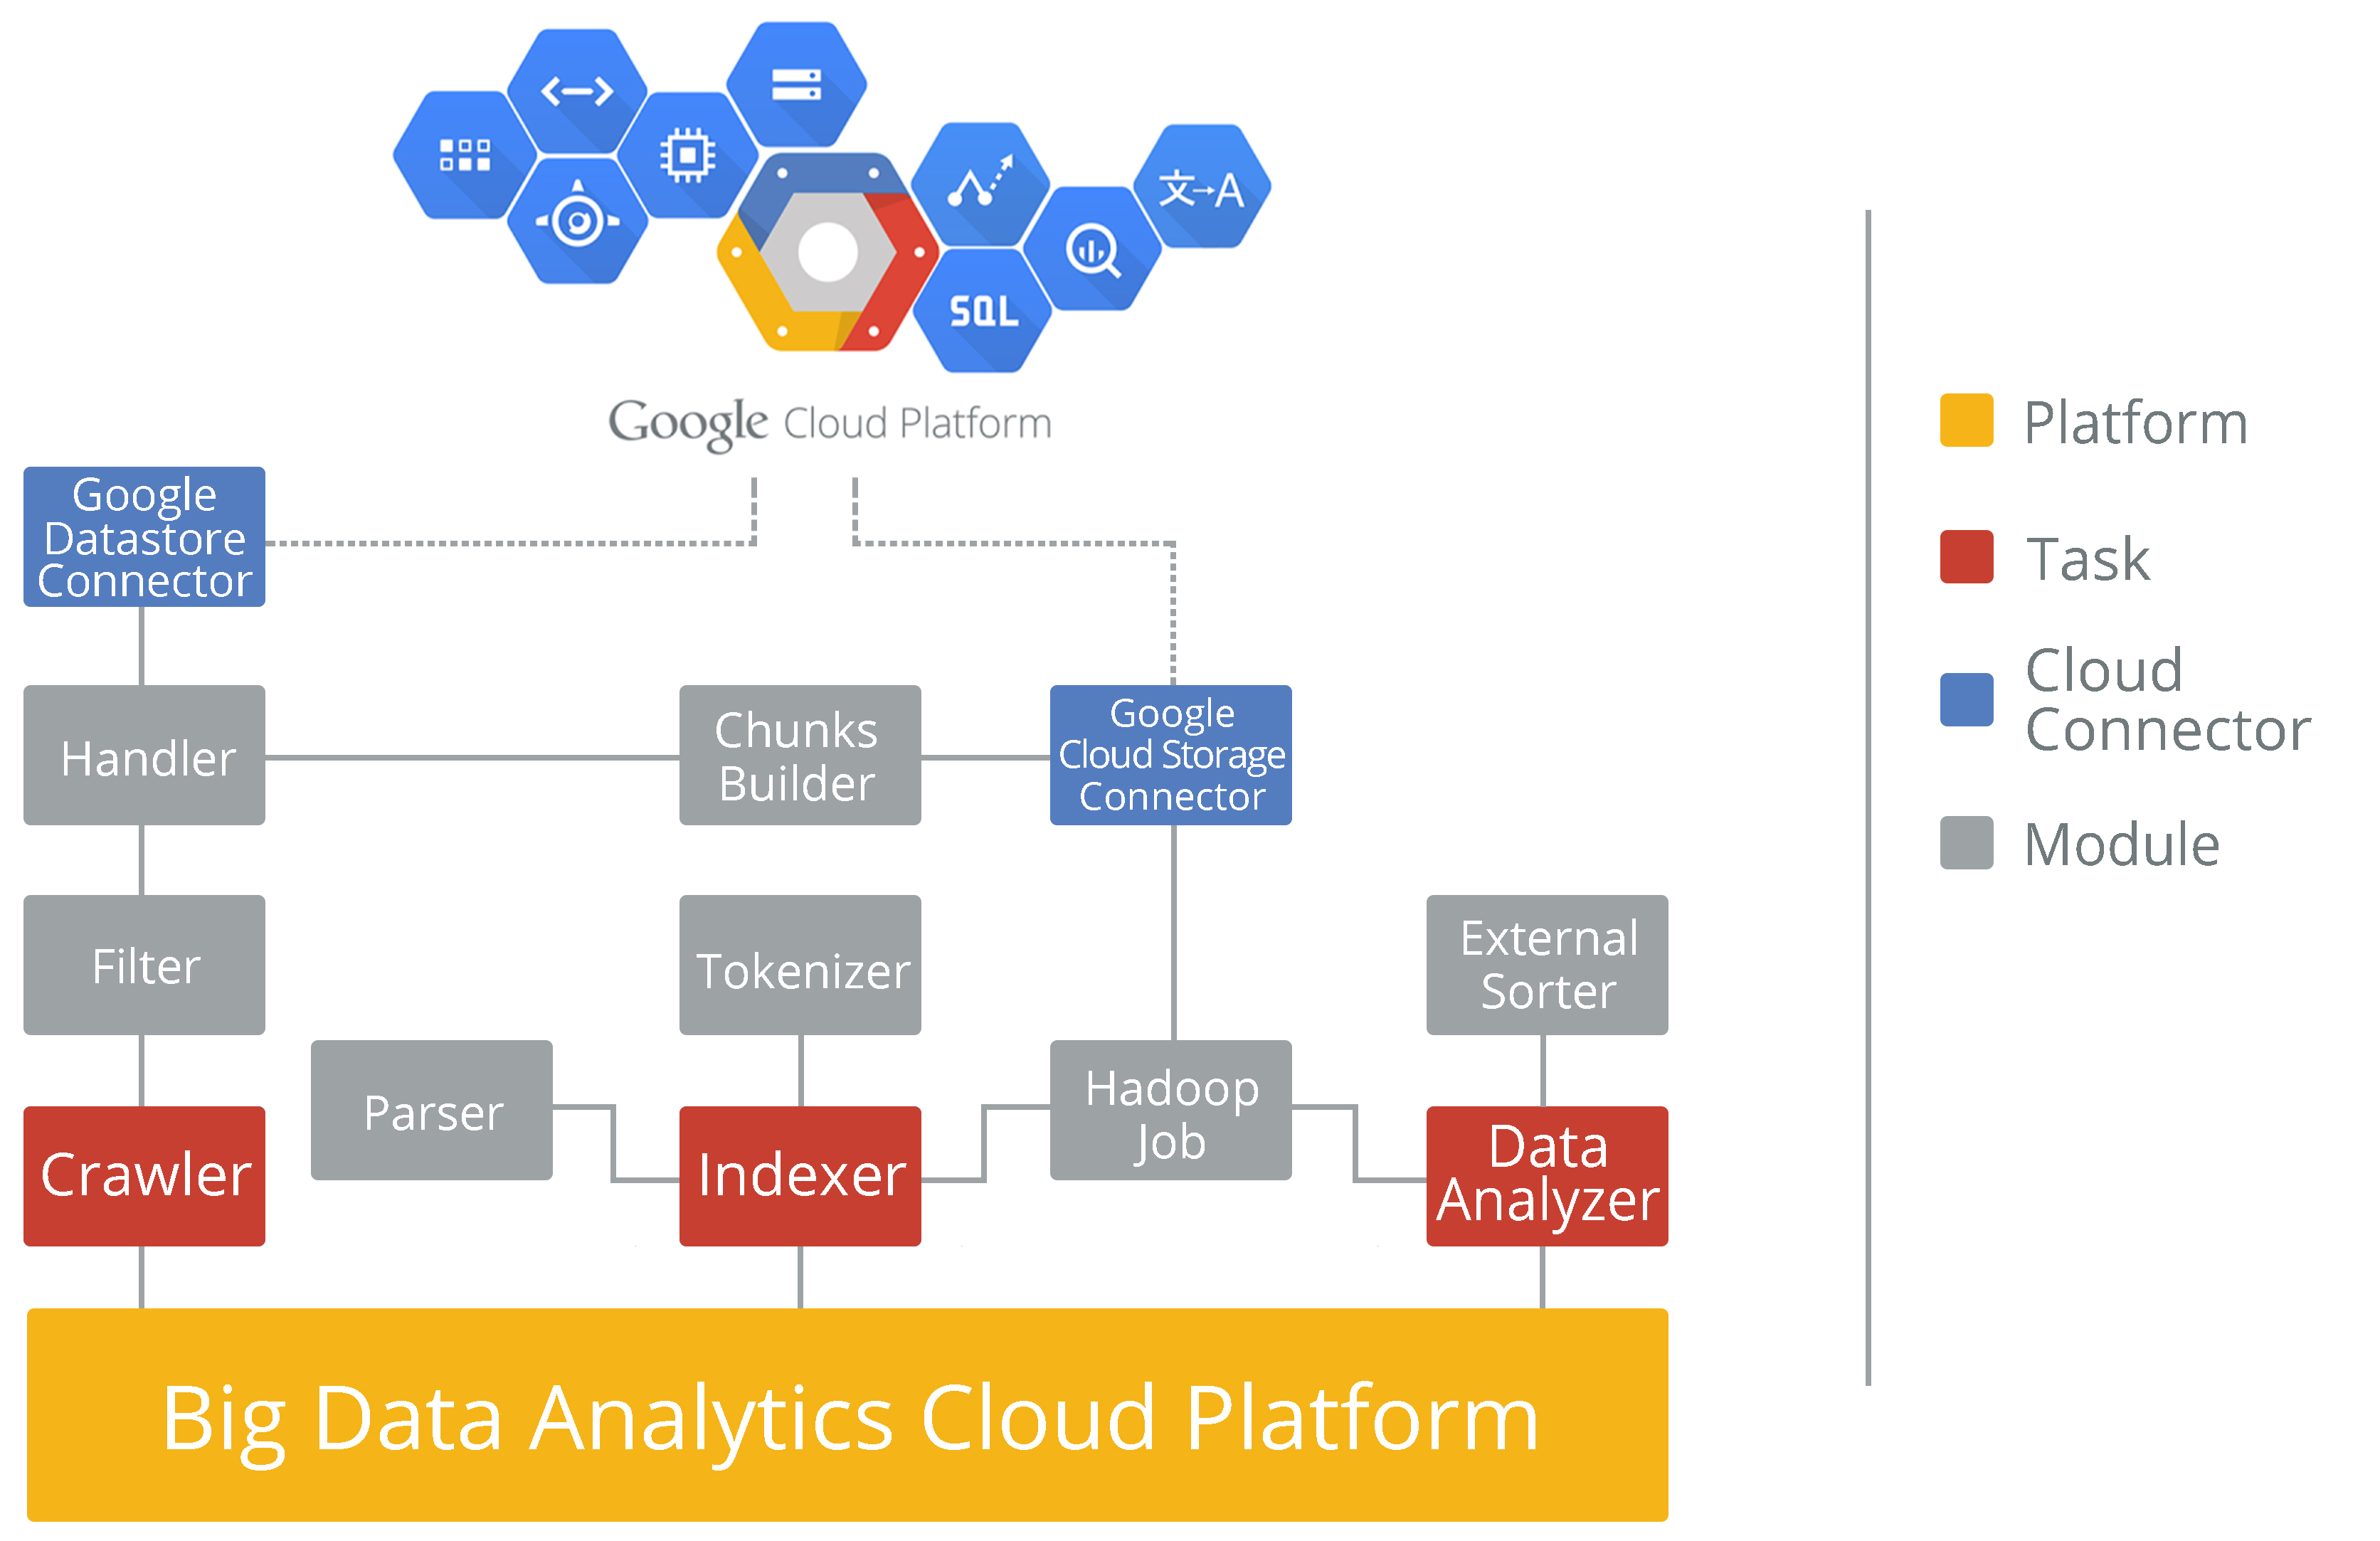 文→A
SQL
Google Cloud Platform
Google
Datastore
Connector
Handler
Chunks
Builder
Google
Cloud Storage
Connector
Filter
Tokenizer
External
Sorter
Parser
Hadoop
Job
Crawler
Indexer
Data
Analyzer
Big Data Analytics Cloud Platform
Platform
Task
Cloud
Connector
Module